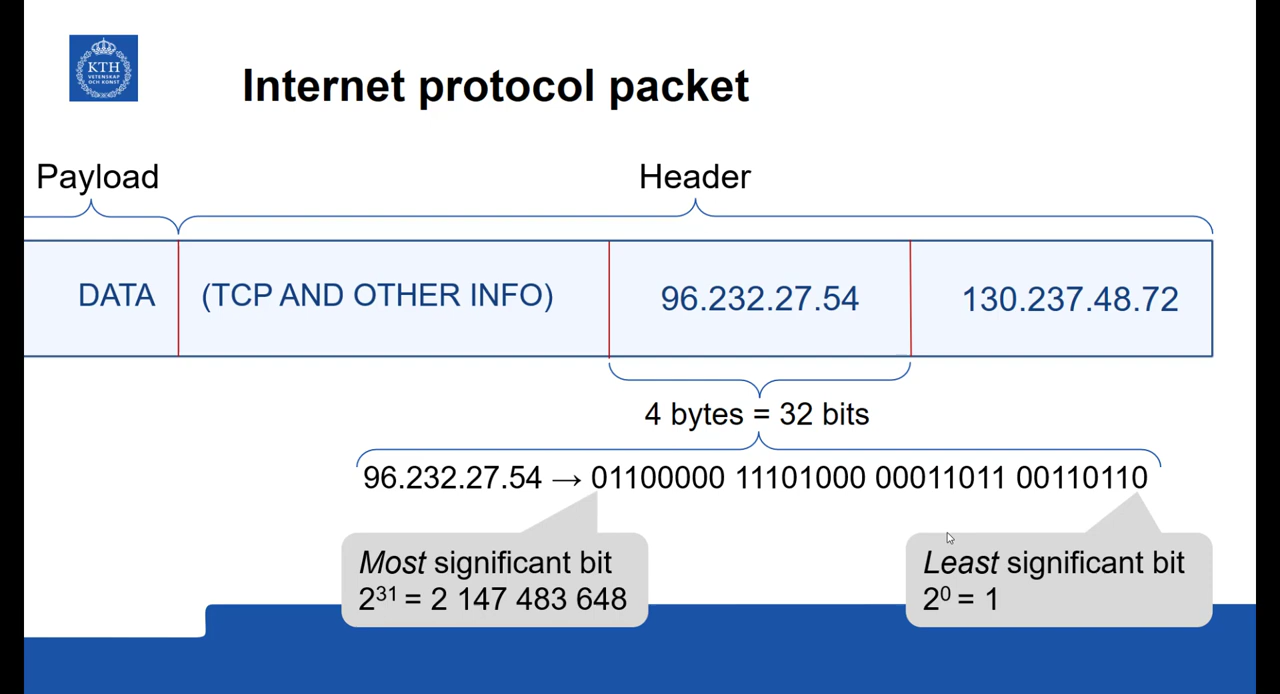 KTH
VETENSKAP
OCH KONST
Internet protocol packet
Payload
Header
DATA
(TCP AND OTHER INFO)
96.232.27.54
130.237.48.72
4 bytes = 32 bits
96.232.27.54 → 01100000 11101000 00011011 00110110
Most significant bit
2³¹ = 2 147 483 648
Least significant bit
2⁰ = 1